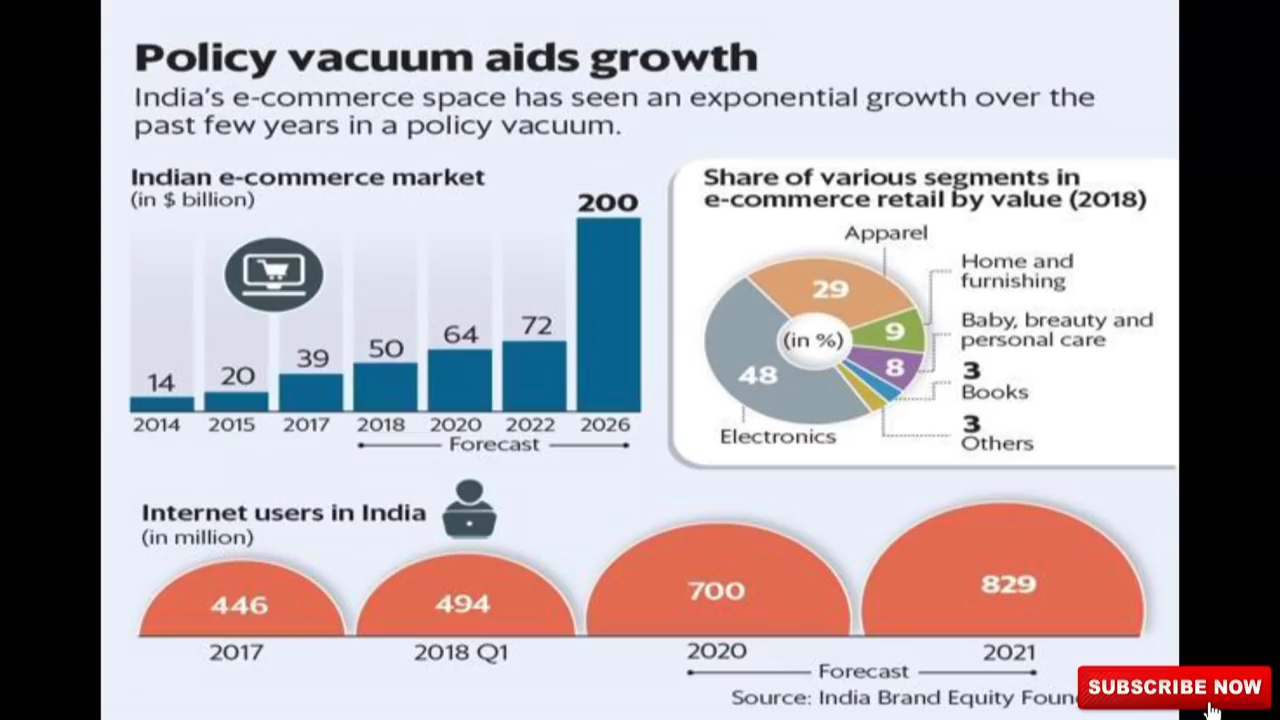 Policy vacuum aids growth
India's e-commerce space has seen an exponential growth over the
past few years in a policy vacuum.
Indian e-commerce market
(in $ billion)
14
20
39
50
64
72
200
2014
2015
2017
2018
2020
2022
2026
Forecast
Share of various segments in
e-commerce retail by value (2018)
Apparel
29
Home and
furnishing
9
Baby, breauty and
personal care
8
3
Books
3
Others
48
Electronics
(in %)
Internet users in India
(in million)
446
494
700
829
2017
2018 Q1
2020
2021
Forecast
Source: India Brand Equity
SUBSCRIBE NOW